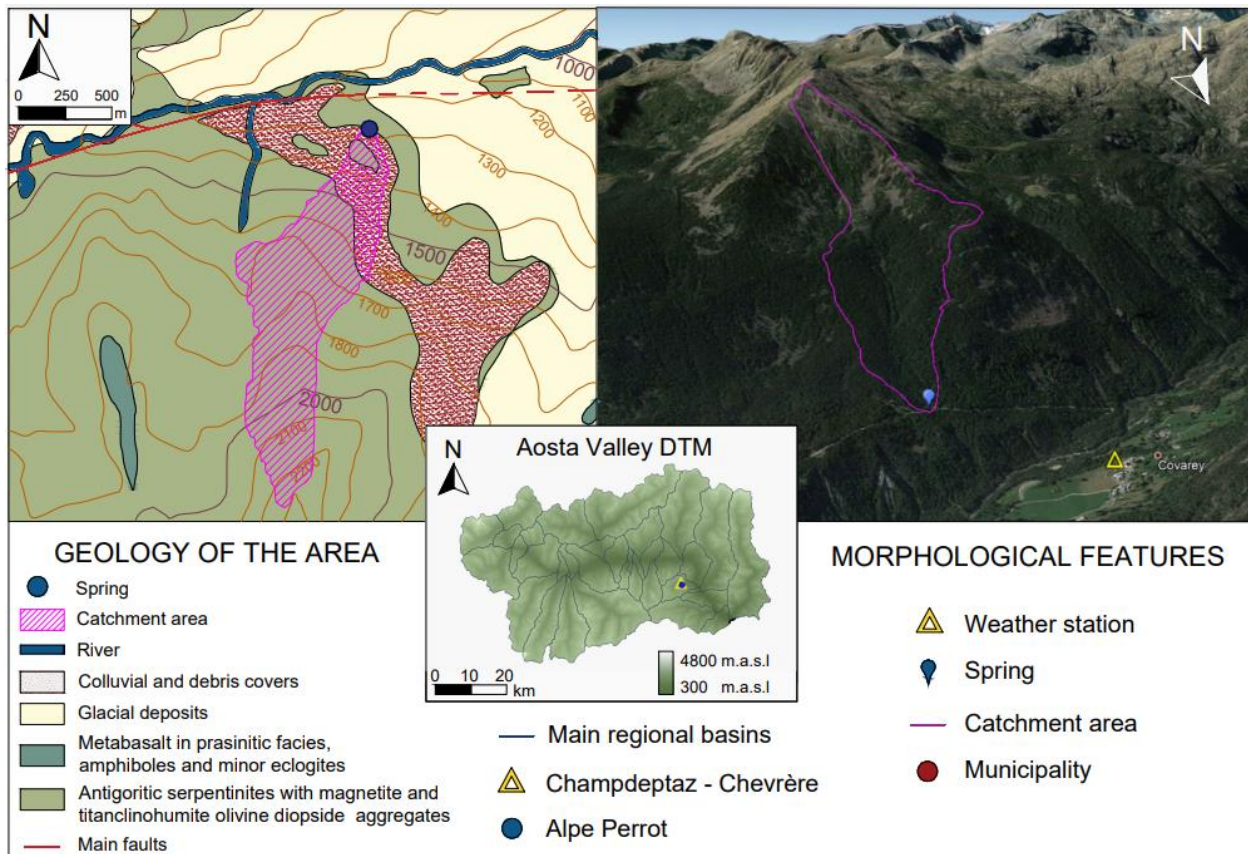 N
0 250 500
m
1000
1100
1200
1300
1400
1500
1700
1800
2000
2100
2200
N
Covarey
Aosta Valley DTM
N
0 10 20
km
4800 m.a.s.l
300 m.a.s.l
GEOLOGY OF THE AREA
Spring
Catchment area
River
Colluvial and debris covers
Glacial deposits
Metabasalt in prasinitic facies,
amphiboles and minor eclogites
Antigoritic serpentinites with magnetite and
titanclinohumite olivine diopside aggregates
Main faults
Main regional basins
Champdeptaz - Chevrère
Alpe Perrot
MORPHOLOGICAL FEATURES
Weather station
Spring
Catchment area
Municipality